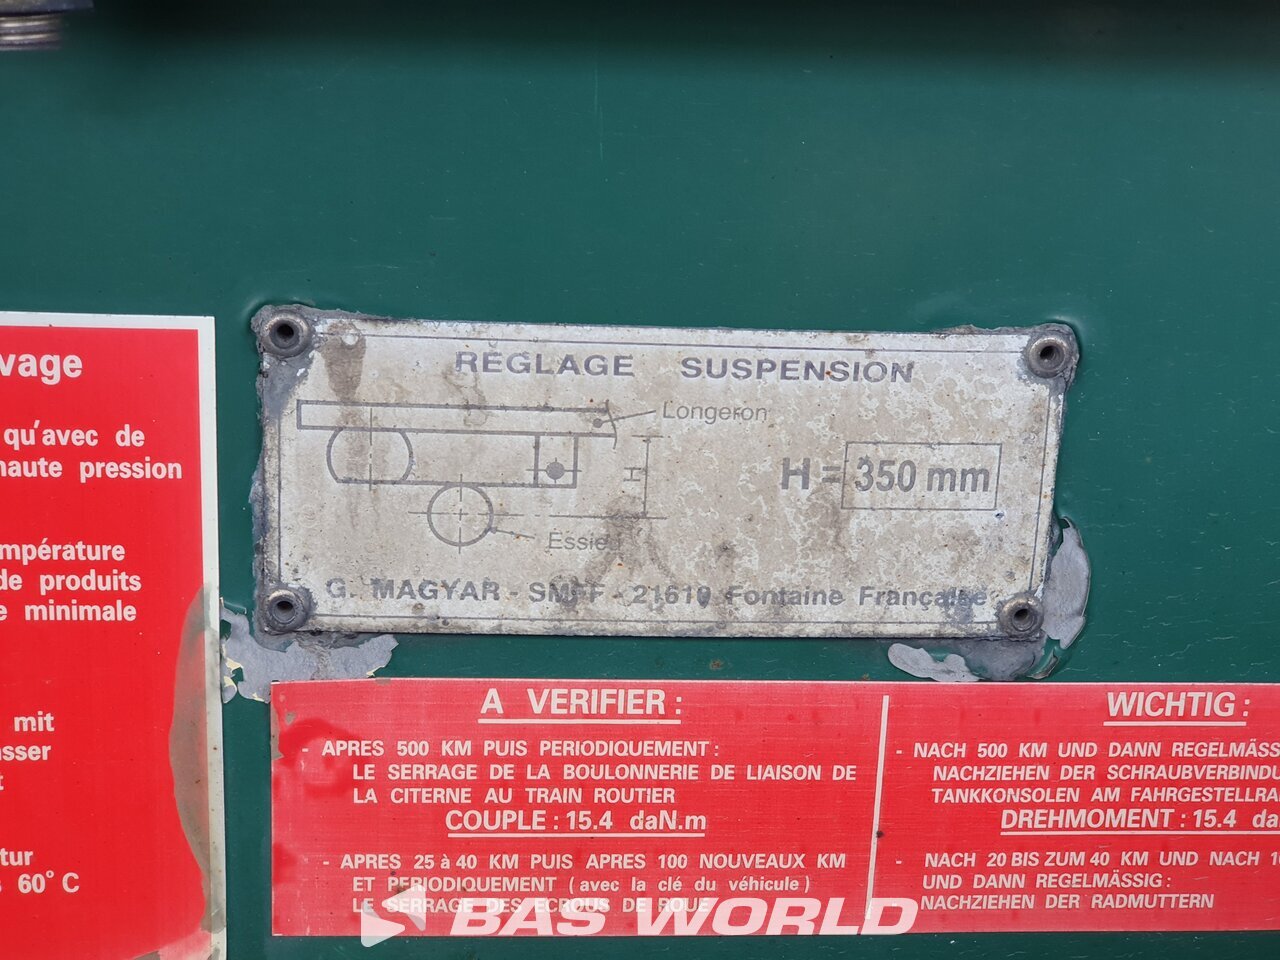 RÉGLAGE SUSPENSION
Longeron
H
H = 350 mm
Essieu
G. MAGYAR - SMFF - 21610 Fontaine Française
vage
qu'avec de
haute pression
mpérature
de produits
e minimale
mit
asser
t
tur
s 60° C
A VERIFIER :
- APRES 500 KM PUIS PERIODIQUEMENT :
LE SERRAGE DE LA BOULONNERIE DE LIAISON DE
LA CITERNE AU TRAIN ROUTIER
COUPLE : 15.4 daN.m
- APRES 25 à 40 KM PUIS APRES 100 NOUVEAUX KM
ET PERIODIQUEMENT (avec la clé du véhicule)
LE SERRAGE DES ECROUS DE ROUE
WICHTIG :
- NACH 500 KM UND DANN REGELMÄSS
NACHZIEHEN DER SCHRAUBVERBINDU
TANKKONSOLEN AM FAHRGESTELLRA
DREHMOMENT : 15.4 da
- NACH 20 BIS ZUM 40 KM UND NACH 10
UND DANN REGELMÄSSIG :
NACHZIEHEN DER RADMUTTERN
BAS WORLD